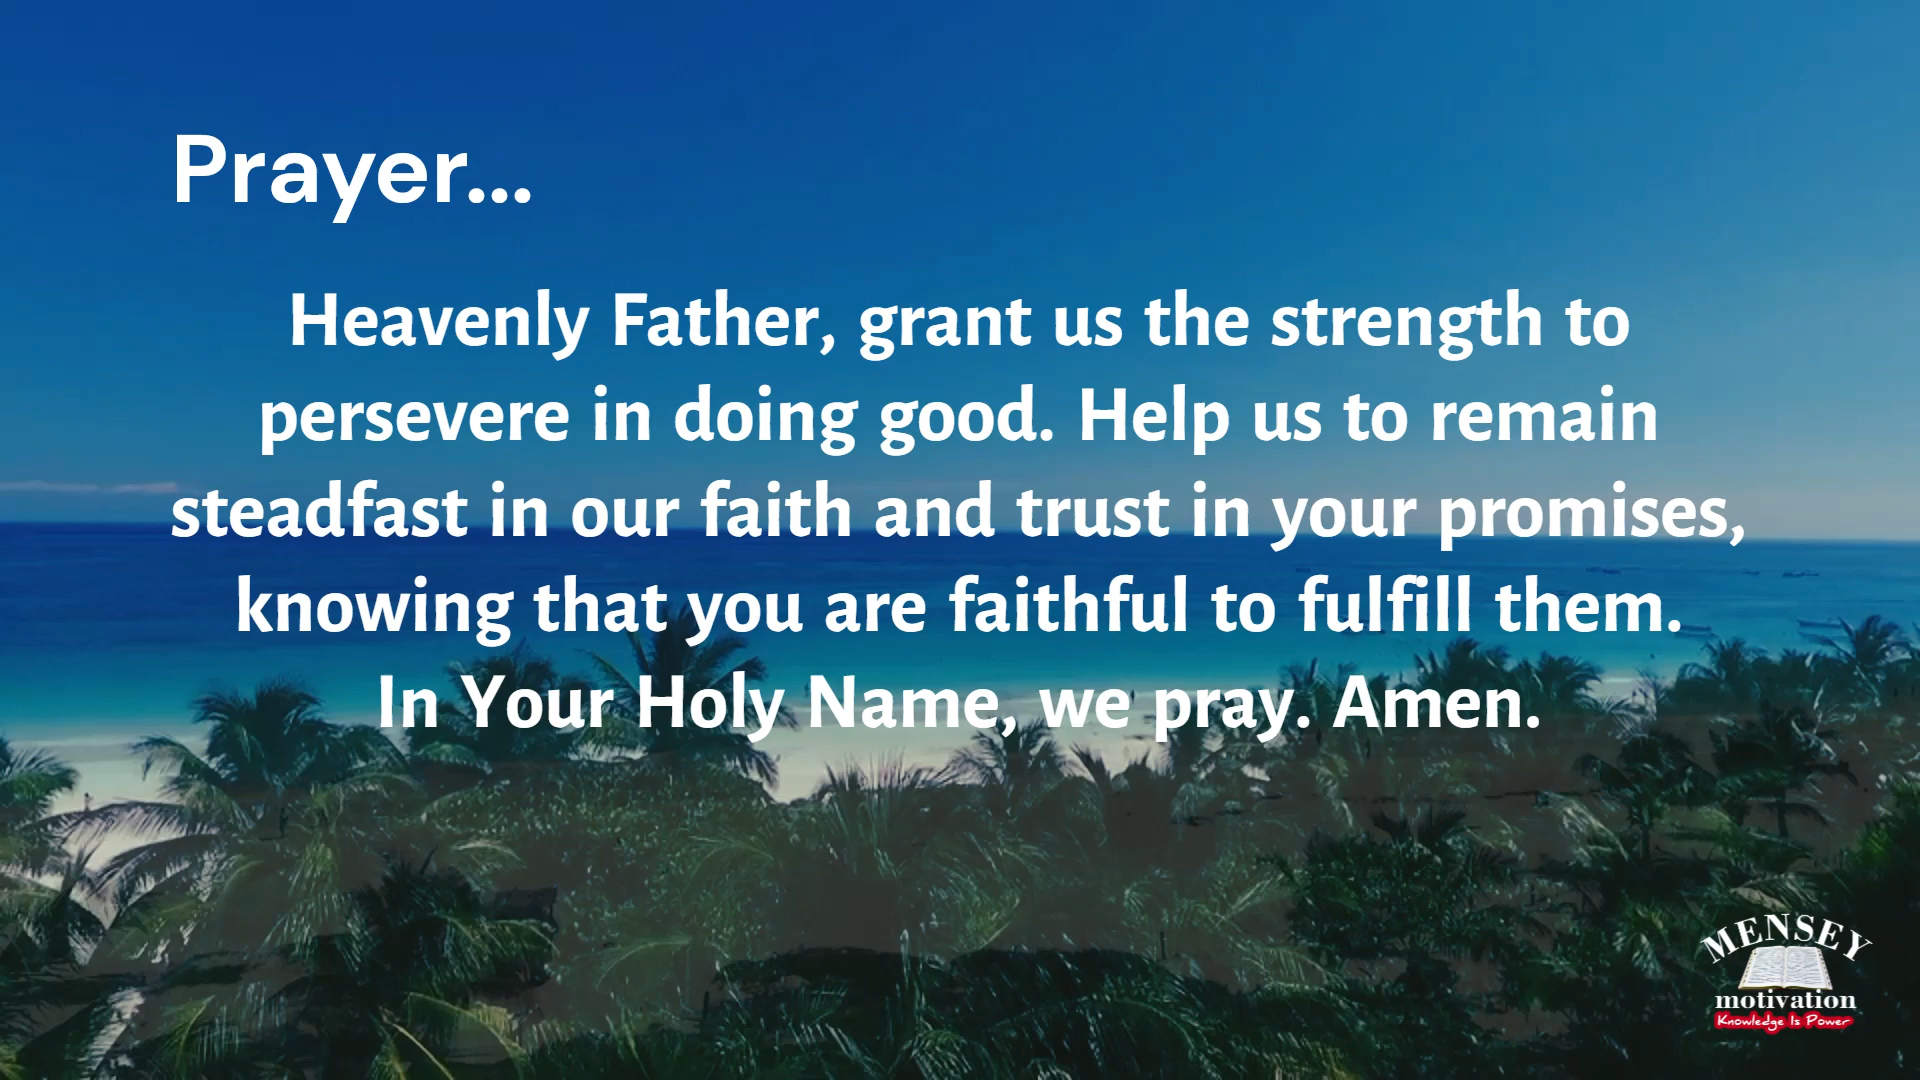 Prayer...
Heavenly Father, grant us the strength to
persevere in doing good. Help us to remain
steadfast in our faith and trust in your promises,
knowing that you are faithful to fulfill them.
In Your Holy Name, we pray. Amen.
MENSEY
motivation
Knowledge Is Power